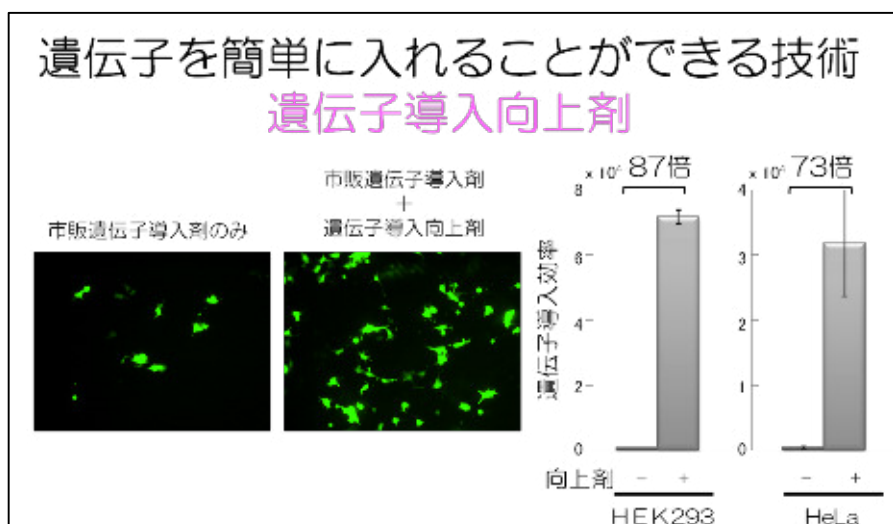 遺伝子を簡単に入れることができる技術
遺伝子導入向上剤
市販遺伝子導入剤のみ
市販遺伝子導入剤
+
遺伝子導入向上剤
遺伝子導入効率
87倍
8
6
4
2
0
向上剤 − +
HEK293
73倍
4
3
2
1
0
− +
HeLa